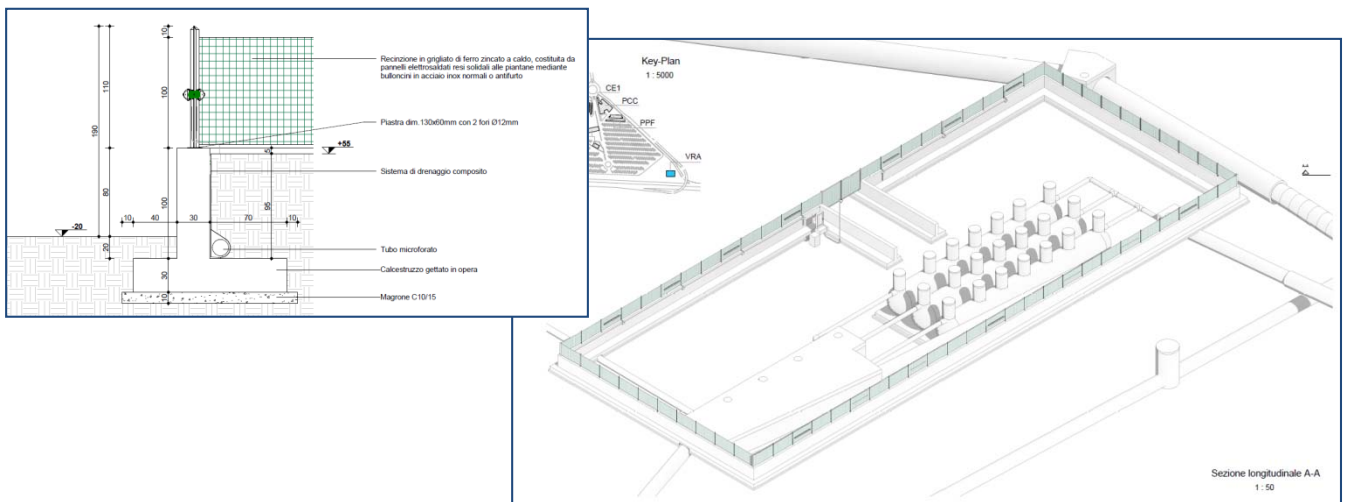 10
110
100
190
Recinzione in grigliato di ferro zincato a caldo, costituita da
pannelli elettrosaldati resi solidali alle piantane mediante
bulloncini in acciaio inox normali o antifurto
Piastra dim.130x60mm con 2 fori Ø12mm
+55
5
Sistema di drenaggio composito
80
100
95
10 40 30 70 10
-20
20
Tubo microforato
30
Calcestruzzo gettato in opera
10
Magrone C10/15
Key-Plan
1 : 5000
CE1
PCC
PPF
VRA
Sezione longitudinale A-A
1 : 50